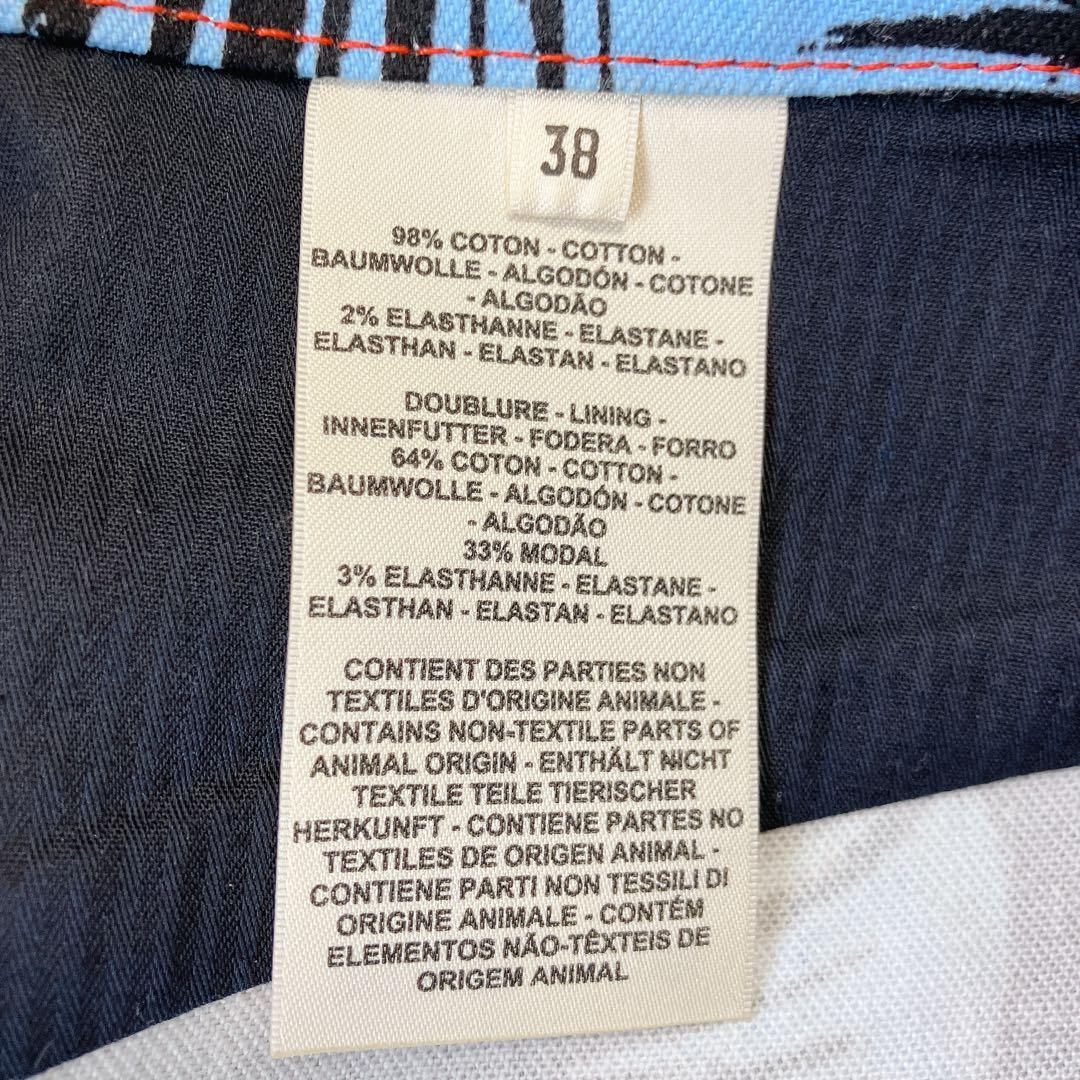 38
98% COTON - COTTON -
BAUMWOLLE - ALGODÓN - COTONE
- ALGODÃO
2% ELASTHANNE - ELASTANE -
ELASTHAN - ELASTAN - ELASTANO
DOUBLURE - LINING -
INNENFUTTER - FODERA - FORRO
64% COTON - COTTON -
BAUMWOLLE - ALGODÓN - COTONE
- ALGODÃO
33% MODAL
3% ELASTHANNE - ELASTANE -
ELASTHAN - ELASTAN - ELASTANO
CONTIENT DES PARTIES NON
TEXTILES D'ORIGINE ANIMALE -
CONTAINS NON-TEXTILE PARTS OF
ANIMAL ORIGIN - ENTHÄLT NICHT
TEXTILE TEILE TIERISCHER
HERKUNFT - CONTIENE PARTES NO
TEXTILES DE ORIGEN ANIMAL -
CONTIENE PARTI NON TESSILI DI
ORIGINE ANIMALE - CONTÉM
ELEMENTOS NÃO-TÊXTEIS DE
ORIGEM ANIMAL